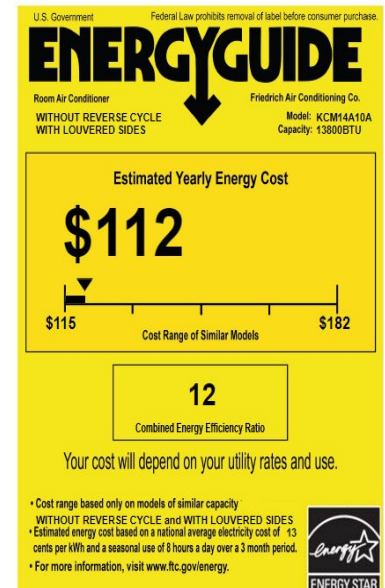 U.S. Government Federal Law prohibits removal of label before consumer purchase.
ENERGYGUIDE
Room Air Conditioner Friedrich Air Conditioning Co.
WITHOUT REVERSE CYCLE Model: KCM14A10A
WITH LOUVERED SIDES Capacity: 13800BTU
Estimated Yearly Energy Cost
$112
$115 $182
Cost Range of Similar Models
12
Combined Energy Efficiency Ratio
Your cost will depend on your utility rates and use.
• Cost range based only on models of similar capacity
WITHOUT REVERSE CYCLE and WITH LOUVERED SIDES
• Estimated energy cost based on a national average electricity cost of 13
cents per kWh and a seasonal use of 8 hours a day over a 3 month period.
• For more information, visit www.ftc.gov/energy.
energy
ENERGY STAR